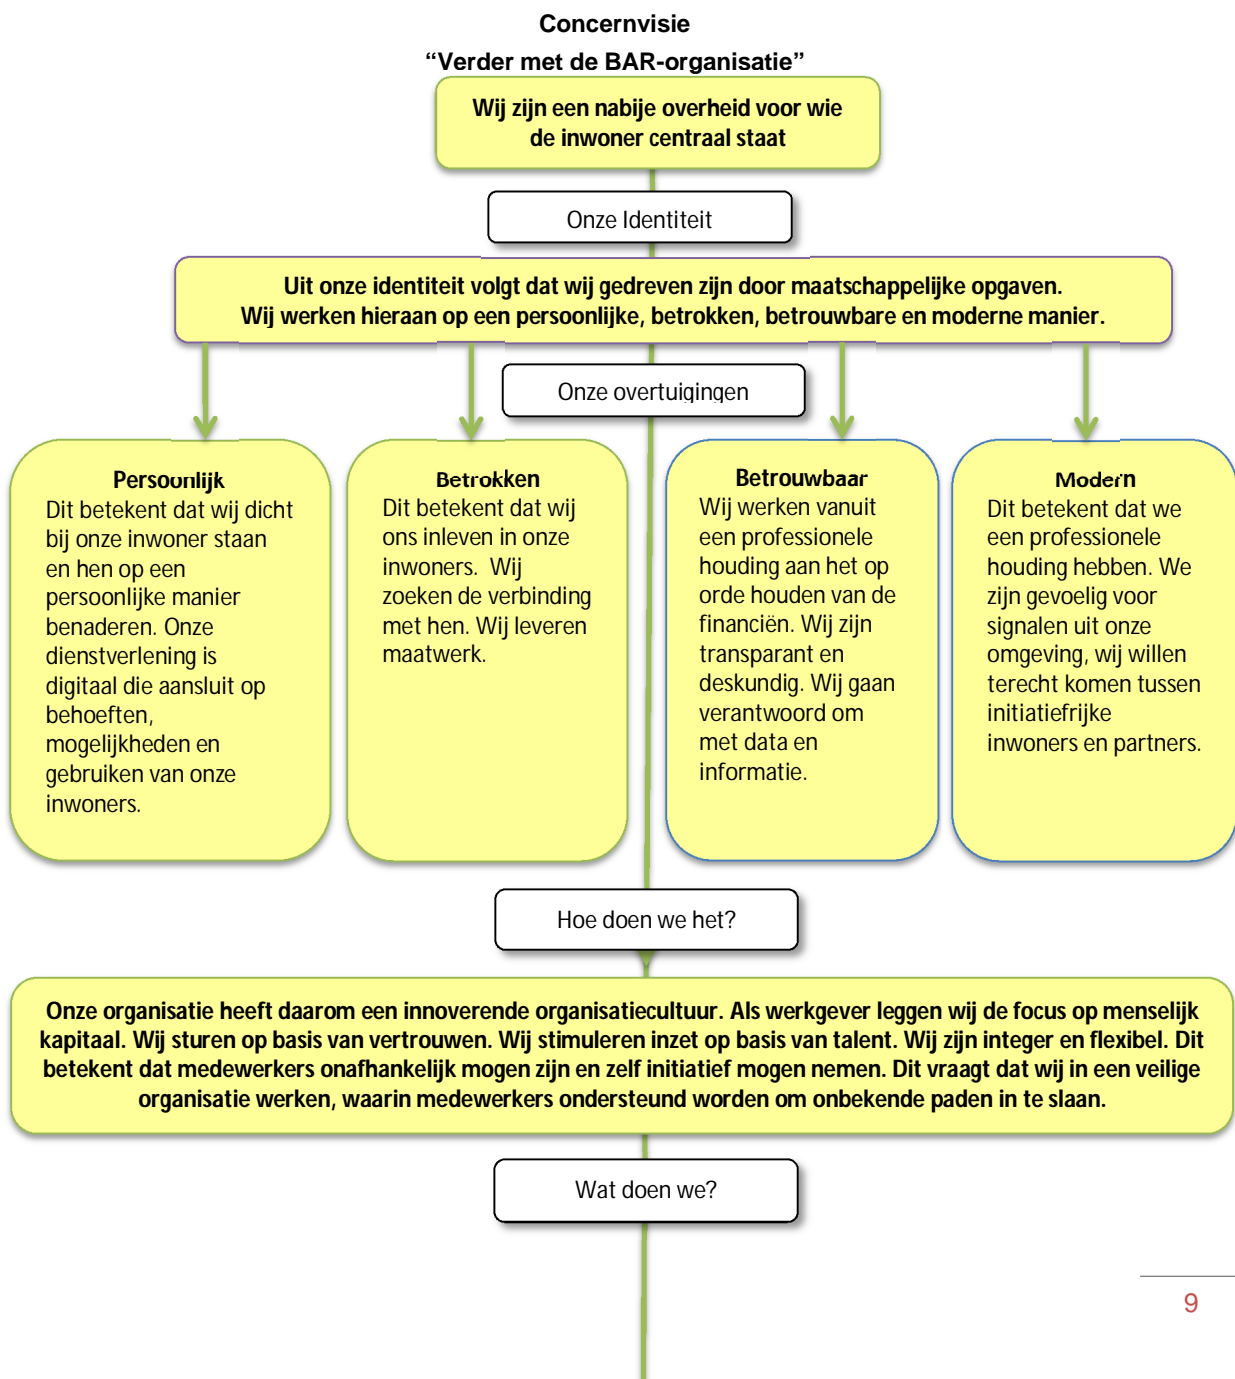 Concernvisie
“Verder met de BAR-organisatie”
Wij zijn een nabije overheid voor wie
de inwoner centraal staat
Onze Identiteit
Uit onze identiteit volgt dat wij gedreven zijn door maatschappelijke opgaven.
Wij werken hieraan op een persoonlijke, betrokken, betrouwbare en moderne manier.
Onze overtuigingen
Persoonlijk
Dit betekent dat wij dicht
bij onze inwoner staan
en hen op een
persoonlijke manier
benaderen. Onze
dienstverlening is
digitaal die aansluit op
behoeften,
mogelijkheden en
gebruiken van onze
inwoners.
Betrokken
Dit betekent dat wij
ons inleven in onze
inwoners. Wij
zoeken de verbinding
met hen. Wij leveren
maatwerk.
Betrouwbaar
Wij werken vanuit
een professionele
houding aan het op
orde houden van de
financiën. Wij zijn
transparant en
deskundig. Wij gaan
verantwoord om
met data en
informatie.
Modern
Dit betekent dat we
een professionele
houding hebben. We
zijn gevoelig voor
signalen uit onze
omgeving, wij willen
terecht komen tussen
initiatiefrijke
inwoners en partners.
Hoe doen we het?
Onze organisatie heeft daarom een innoverende organisatiecultuur. Als werkgever leggen wij de focus op menselijk
kapitaal. Wij sturen op basis van vertrouwen. Wij stimuleren inzet op basis van talent. Wij zijn integer en flexibel. Dit
betekent dat medewerkers onafhankelijk mogen zijn en zelf initiatief mogen nemen. Dit vraagt dat wij in een veilige
organisatie werken, waarin medewerkers ondersteund worden om onbekende paden in te slaan.
Wat doen we?
9